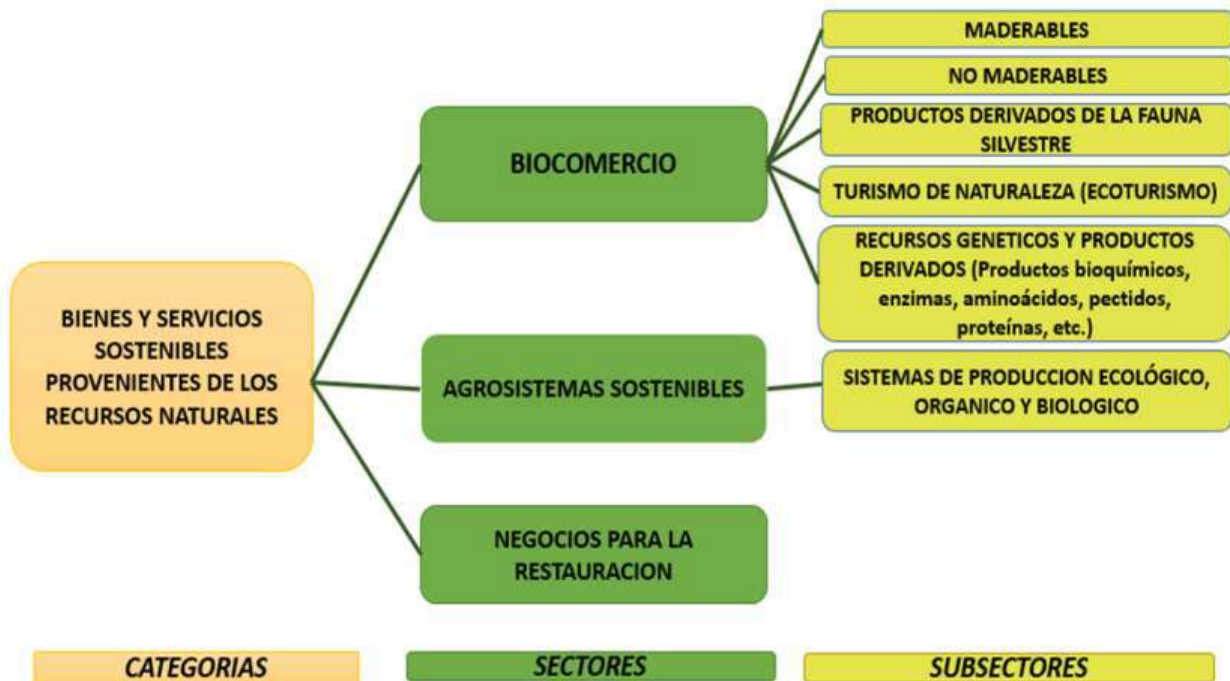 BIENES Y SERVICIOS
SOSTENIBLES
PROVENIENTES DE LOS
RECURSOS NATURALES
BIOCOMERCIO
MADERABLES
NO MADERABLES
PRODUCTOS DERIVADOS DE LA FAUNA
SILVESTRE
TURISMO DE NATURALEZA (ECOTURISMO)
RECURSOS GENETICOS Y PRODUCTOS
DERIVADOS (Productos bioquímicos,
enzimas, aminoácidos, pectidos,
proteínas, etc.)
AGROSISTEMAS SOSTENIBLES
SISTEMAS DE PRODUCCION ECOLÓGICO,
ORGANICO Y BIOLOGICO
NEGOCIOS PARA LA
RESTAURACION
CATEGORIAS
SECTORES
SUBSECTORES